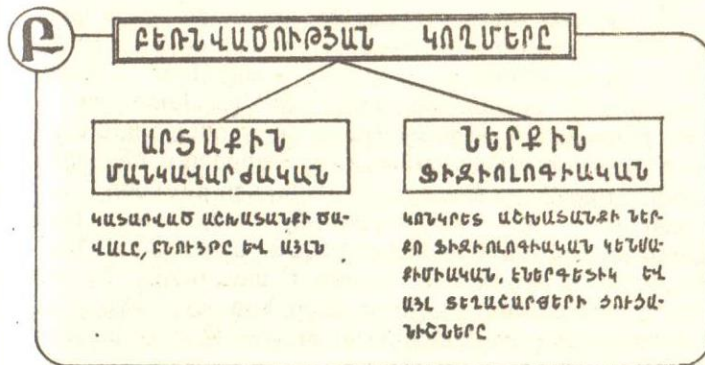 Բ
ԲԵՌՆՎԱԾՈՒԹՅԱՆ ԿՈՂՄԵՐԸ
ԱՐՏԱՔԻՆ
ՄԱՆԿԱՎԱՐԺԱԿԱՆ
ԿԱՏԱՐՎԱԾ ԱՇԽԱՏԱՆՔԻ ԾԱ-
ՎԱԼԸ, ԲՆՈՒՅԹԸ ԵՎ ԱՅԼՆ
ՆԵՐՔԻՆ
ՖԻԶԻՈԼՈԳԻԱԿԱՆ
ԿՈՆԿՐԵՏ ԱՇԽԱՏԱՆՔԻ ՆԵՐ-
ՔՈ ՖԻԶԻՈԼՈԳԻԱԿԱՆ ԿԵՆՍԱ-
ՔԻՄԻԱԿԱՆ, ԷՆԵՐԳԵՏԻԿ ԵՎ
ԱՅԼ ՏԵՂԱՇԱՐԺԵՐԻ ՑՈՒՑԱ-
ՆԻՇՆԵՐԸ